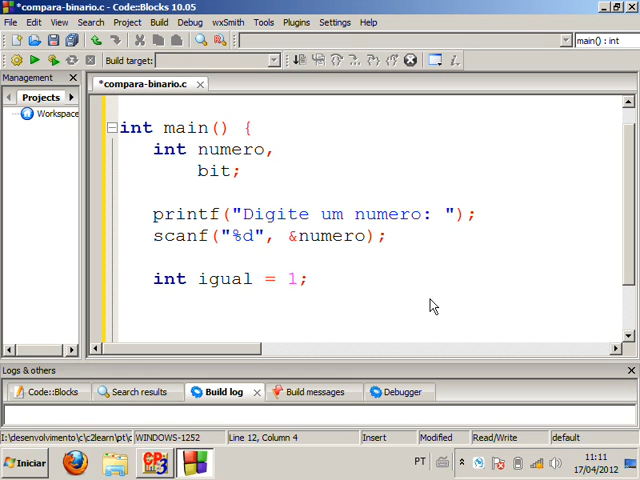 *compara-binario.c - Code::Blocks 10.05
File Edit View Search Project Build Debug wxSmith Tools Plugins Settings Help
main() : int
Build target:
Management
*compara-binario.c
Projects
Workspace
int main() {
int numero,
bit;
printf("Digite um numero: ");
scanf("%d", &numero);
int igual = 1;
Logs & others
Code::Blocks Search results Build log Build messages Debugger
I:\desenvolvimento\c\c2learn\pt\c WINDOWS-1252 Line 12, Column 4 Insert Modified Read/Write default
Iniciar PT 11:11
17/04/2012